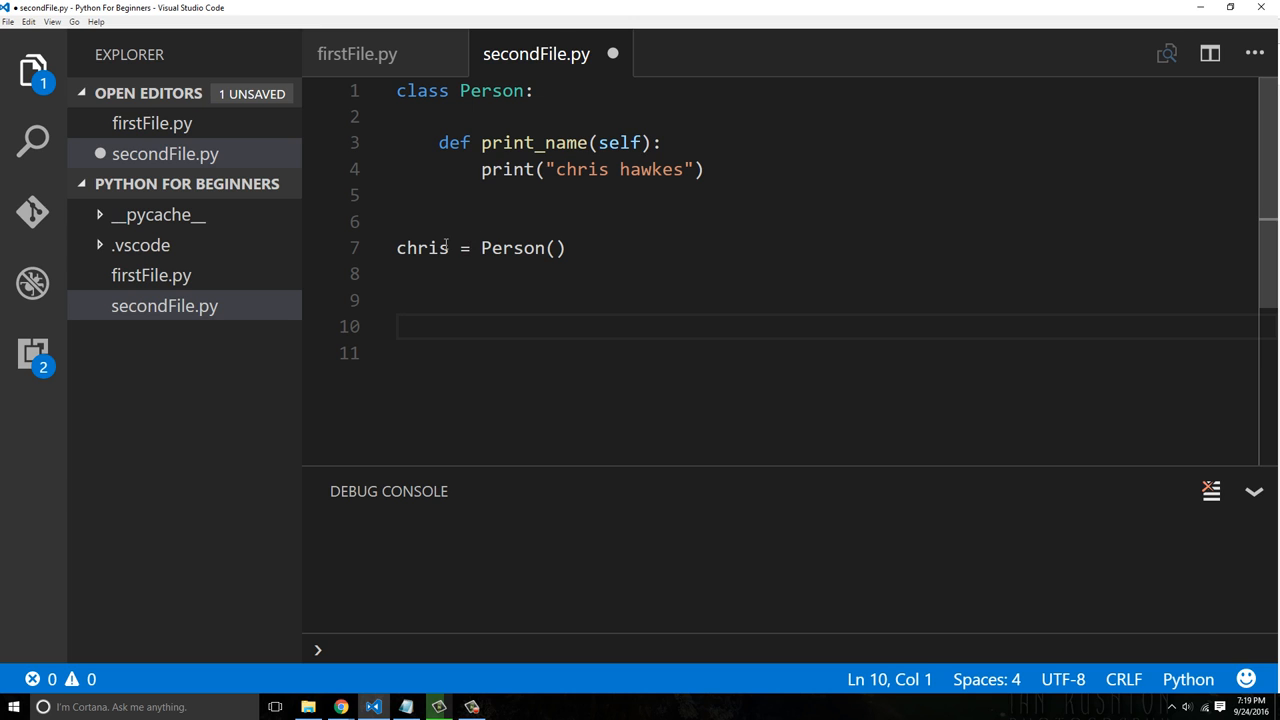 ● secondFile.py - Python For Beginners - Visual Studio Code
File Edit View Go Help
EXPLORER
OPEN EDITORS 1 UNSAVED
firstFile.py
secondFile.py
PYTHON FOR BEGINNERS
__pycache__
.vscode
firstFile.py
secondFile.py
1
2
firstFile.py secondFile.py
1 class Person:
2
3 def print_name(self):
4 print("chris hawkes")
5
6
7 chris = Person()
8
9
10
11
DEBUG CONSOLE
0 0 Ln 10, Col 1 Spaces: 4 UTF-8 CRLF Python
I'm Cortana. Ask me anything.
IAN RUSHTON
7:19 PM
9/24/2016